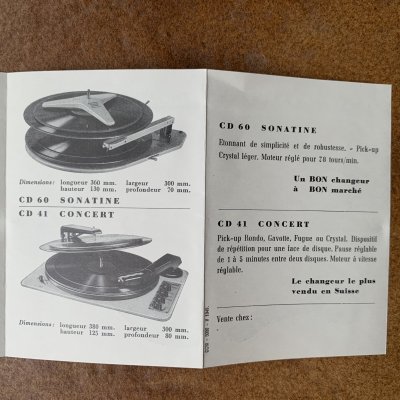 Dimensions: longueur 360 mm. largeur 300 mm.
hauteur 130 mm. profondeur 70 mm.
CD 60 SONATINE
CD 41 CONCERT
Dimensions: longueur 380 mm. largeur 300 mm.
hauteur 125 mm. profondeur 80 mm.
CD 60 SONATINE
Etonnant de simplicité et de robustesse. - Pick-up
Crystal léger. Moteur réglé pour 78 tours/min.
Un BON changeur
à BON marché
CD 41 CONCERT
Pick-up Rondo, Gavotte, Fugue ou Crystal. Dispositif
de répétition pour une face de disque. Pause réglable
de 1 à 5 minutes entre deux disques. Moteur à vitesse
réglable.
Le changeur le plus
vendu en Suisse
Vente chez: